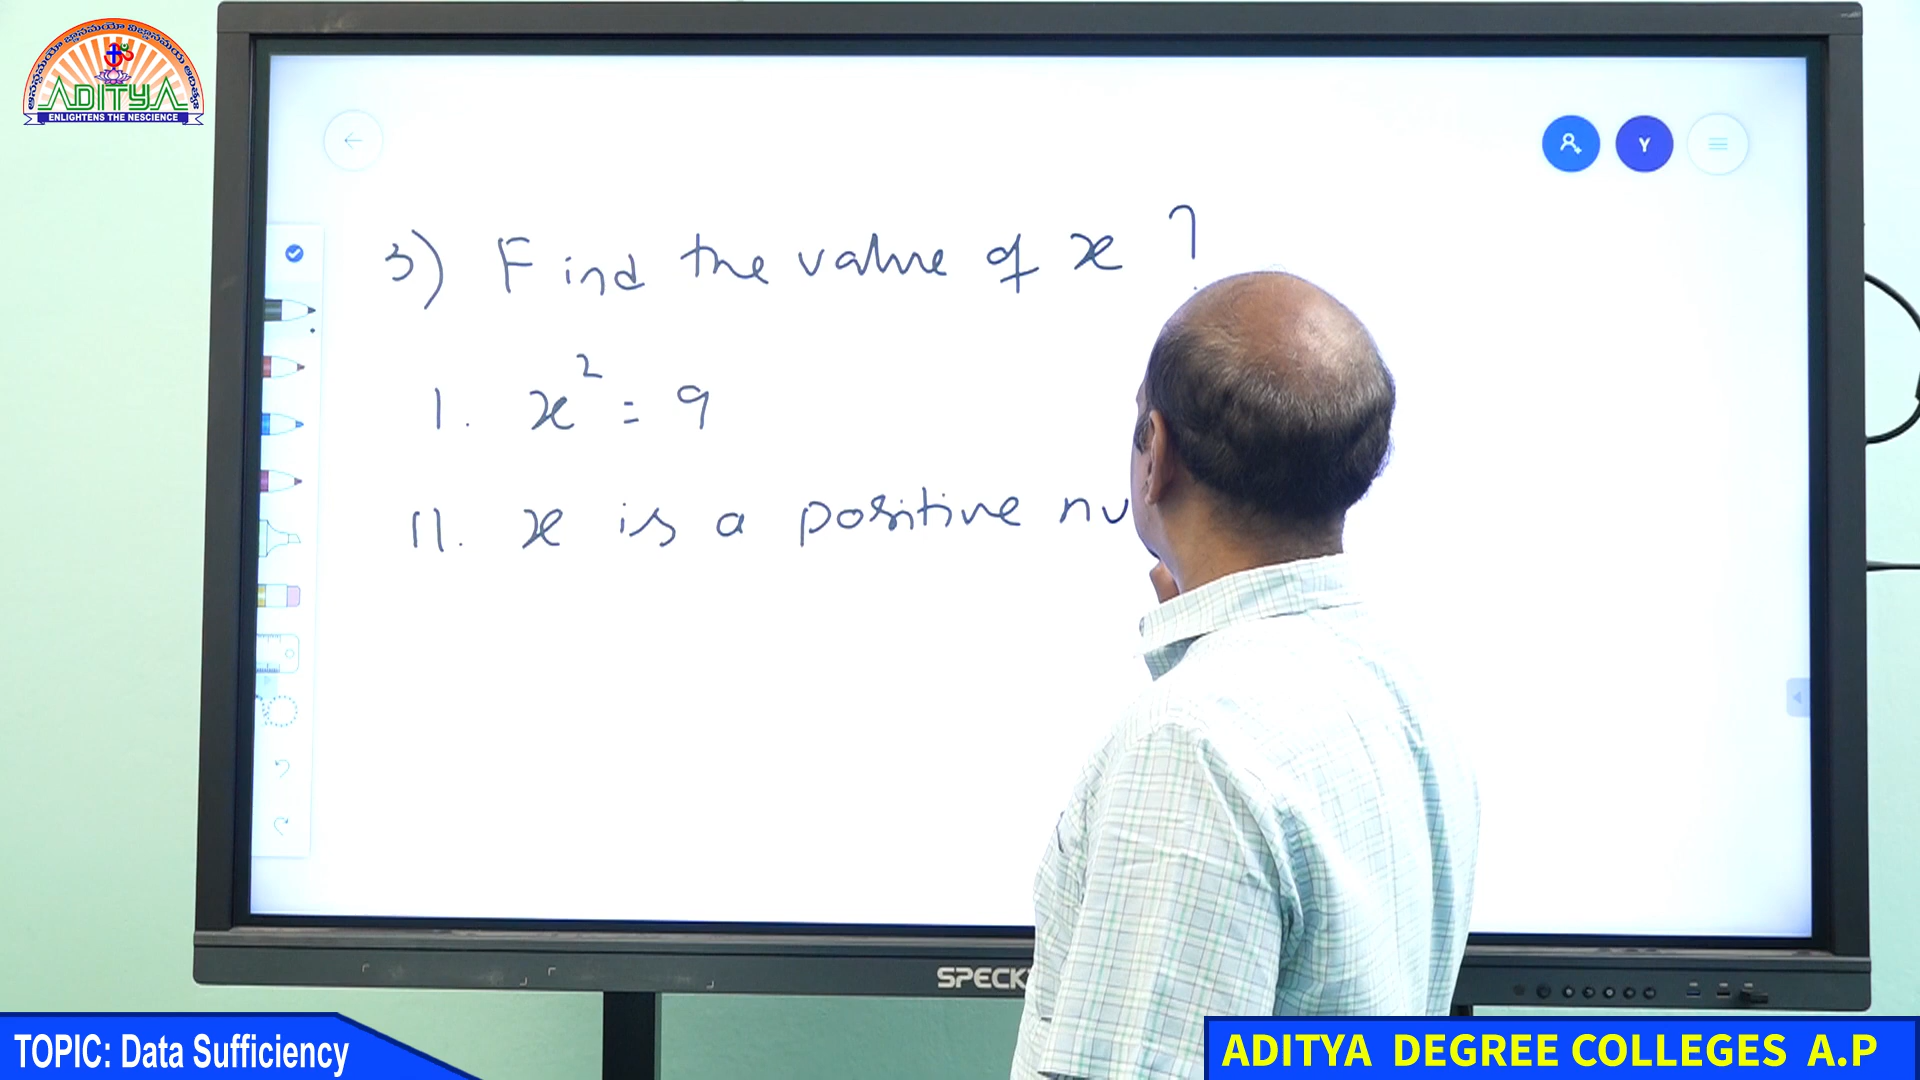 ADITYA
ENLIGHTENS THE NESCIENCE
Y
3) Find the value of x ?
I. x² = 9
II. x is a positive nu
SPECK
TOPIC: Data Sufficiency
ADITYA DEGREE COLLEGES A.P